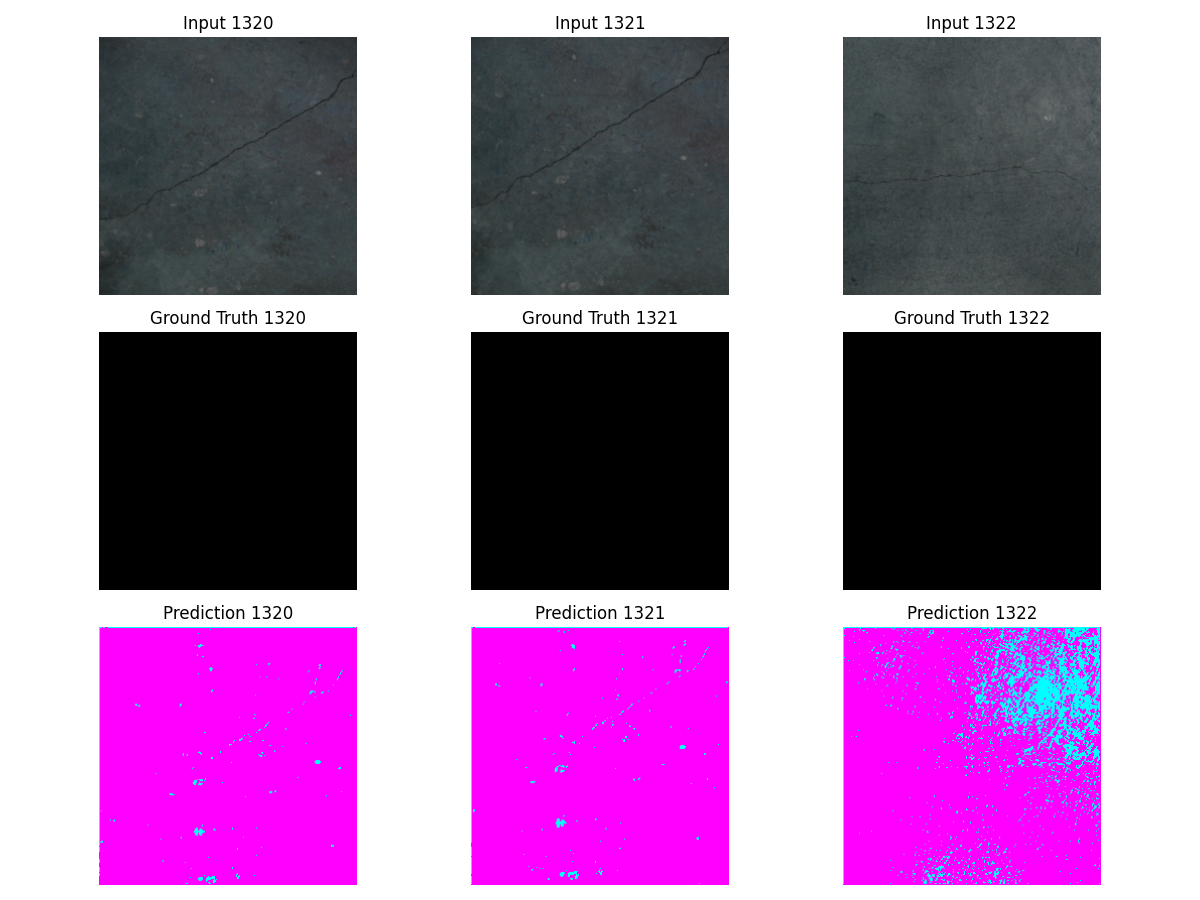 Input 1320
Input 1321
Input 1322
Ground Truth 1320
Ground Truth 1321
Ground Truth 1322
Prediction 1320
Prediction 1321
Prediction 1322